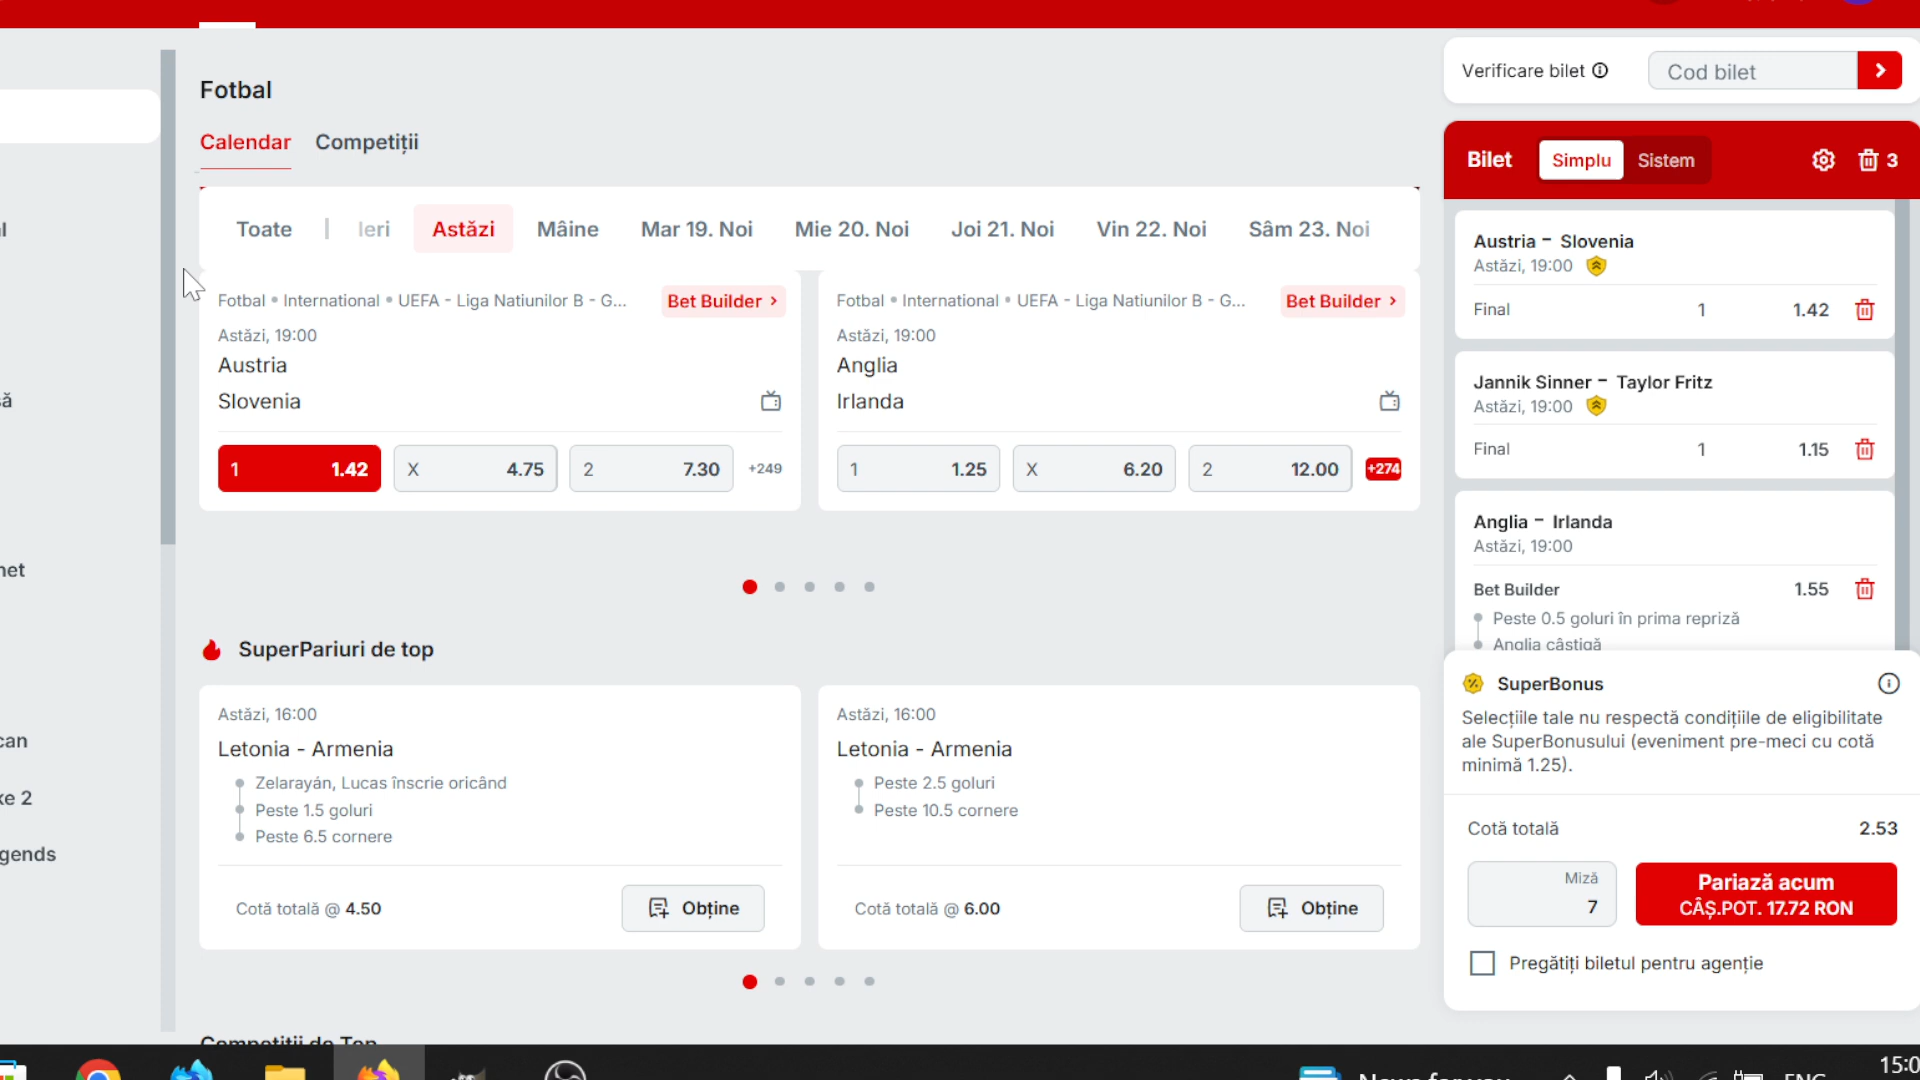 Fotbal
Calendar Competiții
Toate | Ieri Astăzi Mâine Mar 19. Noi Mie 20. Noi Joi 21. Noi Vin 22. Noi Sâm 23. Noi
Fotbal • International • UEFA - Liga Natiunilor B - G... Bet Builder >
Astăzi, 19:00
Austria
Slovenia
1 1.42 X 4.75 2 7.30 +249
Fotbal • International • UEFA - Liga Natiunilor B - G... Bet Builder >
Astăzi, 19:00
Anglia
Irlanda
1 1.25 X 6.20 2 12.00 +274
SuperPariuri de top
Astăzi, 16:00
Letonia - Armenia
Zelarayán, Lucas înscrie oricând
Peste 1.5 goluri
Peste 6.5 cornere
Cotă totală @ 4.50 Obține
Astăzi, 16:00
Letonia - Armenia
Peste 2.5 goluri
Peste 10.5 cornere
Cotă totală @ 6.00 Obține
Competiții de Top
Verificare bilet Cod bilet
Bilet Simplu Sistem 3
Austria - Slovenia
Astăzi, 19:00
Final 1 1.42
Jannik Sinner - Taylor Fritz
Astăzi, 19:00
Final 1 1.15
Anglia - Irlanda
Astăzi, 19:00
Bet Builder 1.55
Peste 0.5 goluri în prima repriză
Anglia câștigă
SuperBonus
Selecțiile tale nu respectă condițiile de eligibilitate
ale SuperBonusului (eveniment pre-meci cu cotă
minimă 1.25).
Cotă totală 2.53
Miză
7
Pariază acum
CÂȘ.POT. 17.72 RON
Pregătiți biletul pentru agenție
ENG